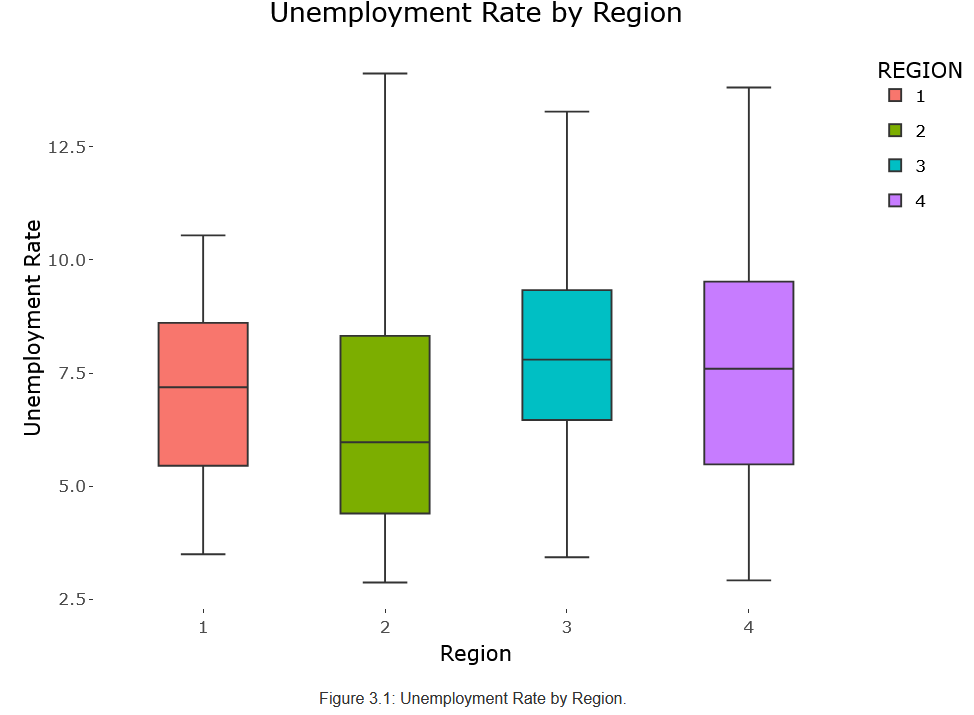 Unemployment Rate by Region
REGION
1
2
3
4
Unemployment Rate
12.5
10.0
7.5
5.0
2.5
1
2
3
4
Region
Figure 3.1: Unemployment Rate by Region.